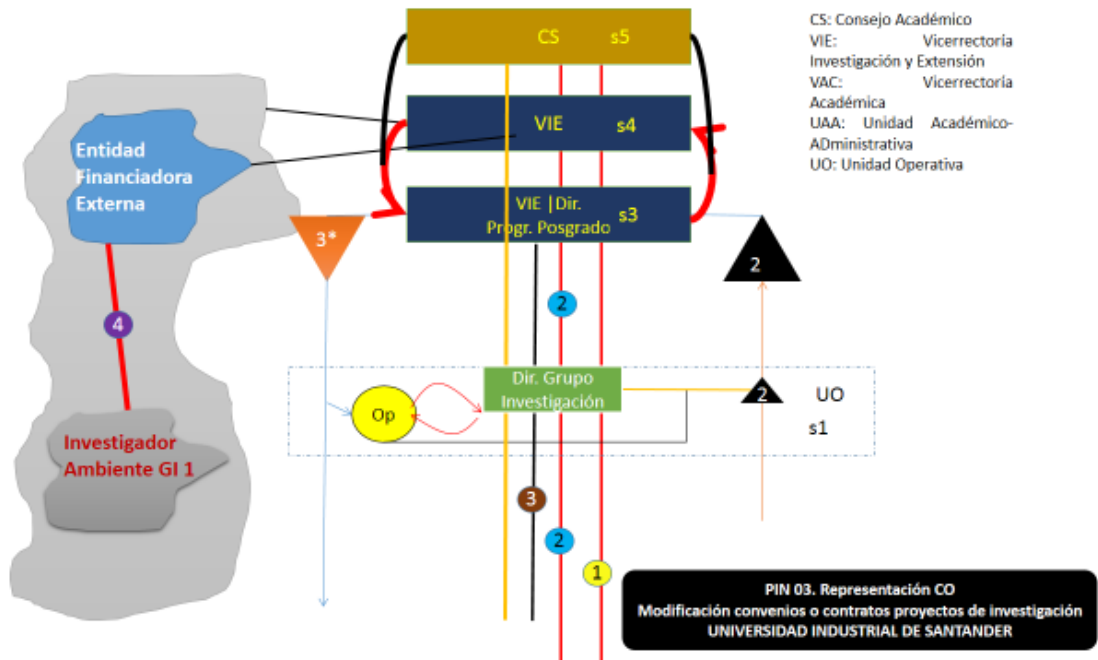 CS s5
VIE s4
VIE |Dir.
Progr. Posgrado s3
CS: Consejo Académico
VIE: Vicerrectoría
Investigación y Extensión
VAC: Vicerrectoría
Académica
UAA: Unidad Académico-
ADministrativa
UO: Unidad Operativa
Entidad
Financiadora
Externa
3*
2
4
2
Dir. Grupo
Investigación
Op
2
UO
s1
Investigador
Ambiente GI 1
3
2
1
PIN 03. Representación CO
Modificación convenios o contratos proyectos de investigación
UNIVERSIDAD INDUSTRIAL DE SANTANDER